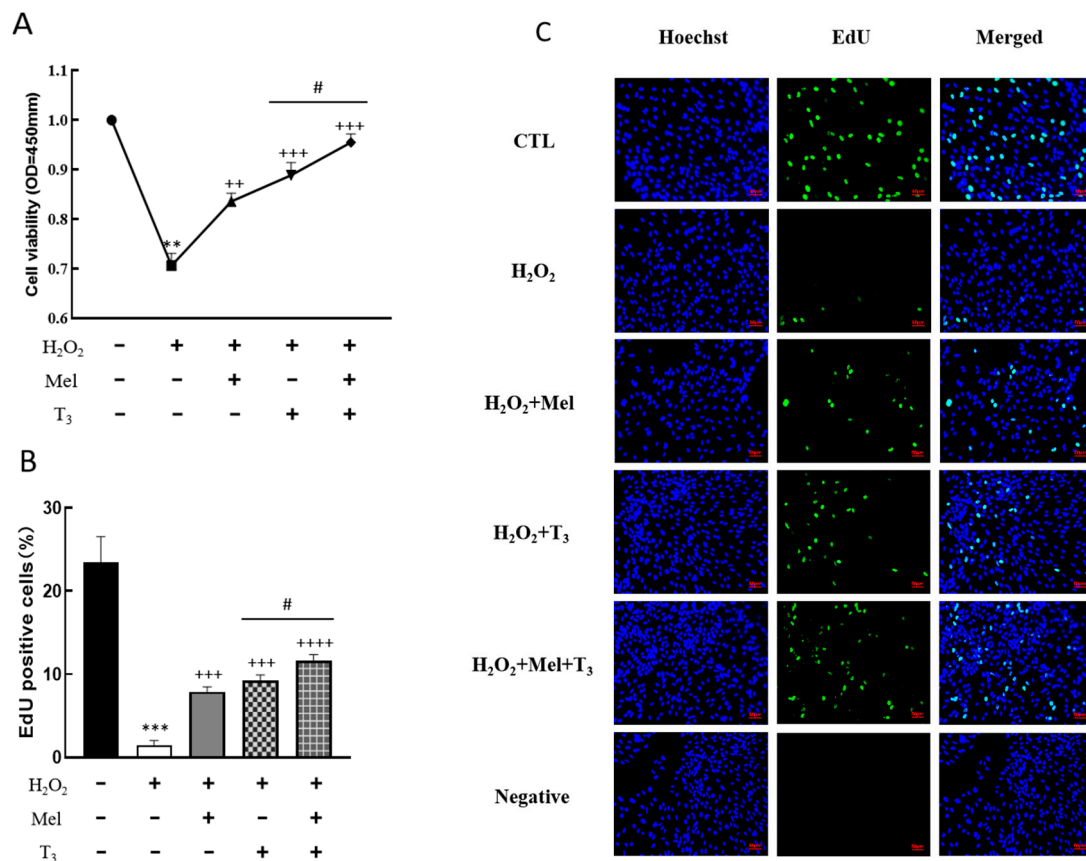 A
1.1
#
1.0
+++
+++
0.9
++
0.8
**
0.7
0.6
Cell viability (OD=450mm)
H₂O₂ − + + + +
Mel − − + − +
T₃ − − − + +
B
30
20
#
++++
+++ +++
10
***
0
EdU positive cells (%)
H₂O₂ − + + + +
Mel − − + − +
T₃ − − − + +
C
Hoechst EdU Merged
CTL
H₂O₂
H₂O₂+Mel
H₂O₂+T₃
H₂O₂+Mel+T₃
Negative